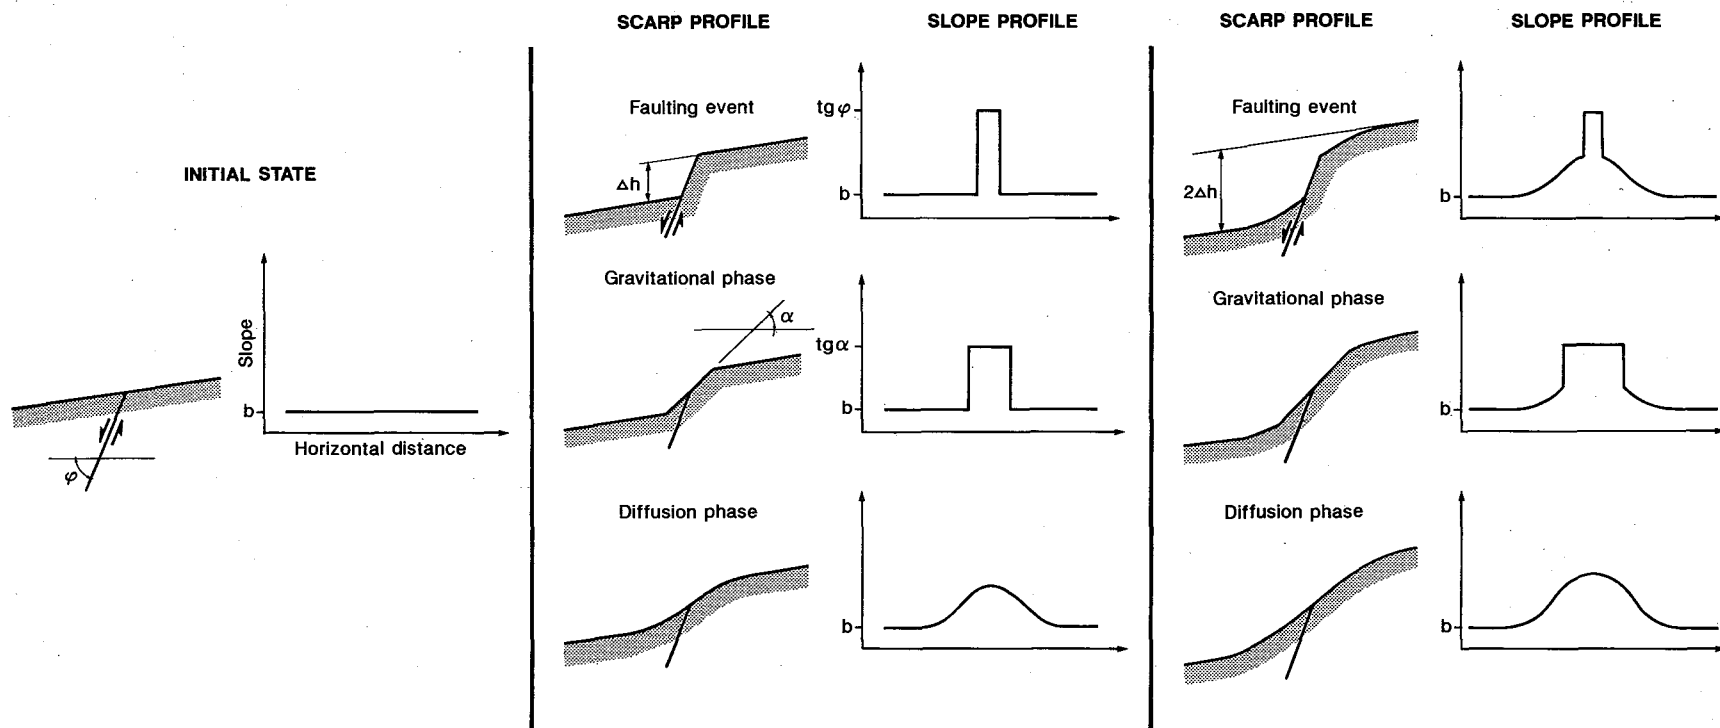 INITIAL STATE
Slope
b
Horizontal distance
φ
SCARP PROFILE
SLOPE PROFILE
Faulting event
Δh
tgφ
b
Gravitational phase
α
tgα
b
Diffusion phase
b
SCARP PROFILE
SLOPE PROFILE
Faulting event
2Δh
b
Gravitational phase
b
Diffusion phase
b